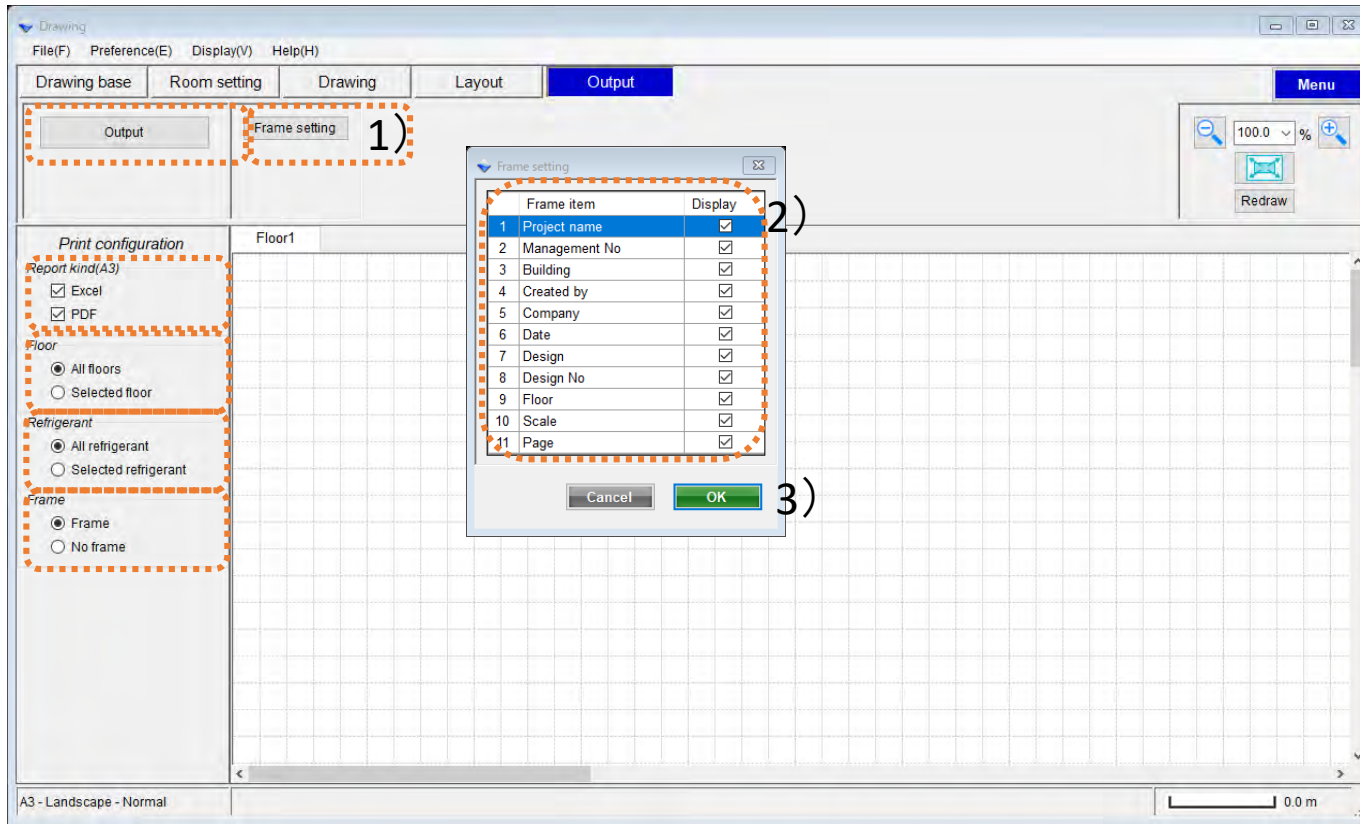 Drawing
File(F) Preference(E) Display(V) Help(H)
Drawing base Room setting Drawing Layout Output Menu
Output Frame setting 1) 100.0 %
Redraw
Frame setting
Frame item Display 2)
1 Project name
2 Management No
3 Building
4 Created by
5 Company
6 Date
7 Design
8 Design No
9 Floor
10 Scale
11 Page
Cancel OK 3)
Print configuration Floor1
Report kind(A3)
Excel
PDF
Floor
All floors
Selected floor
Refrigerant
All refrigerant
Selected refrigerant
Frame
Frame
No frame
A3 - Landscape - Normal 0.0 m